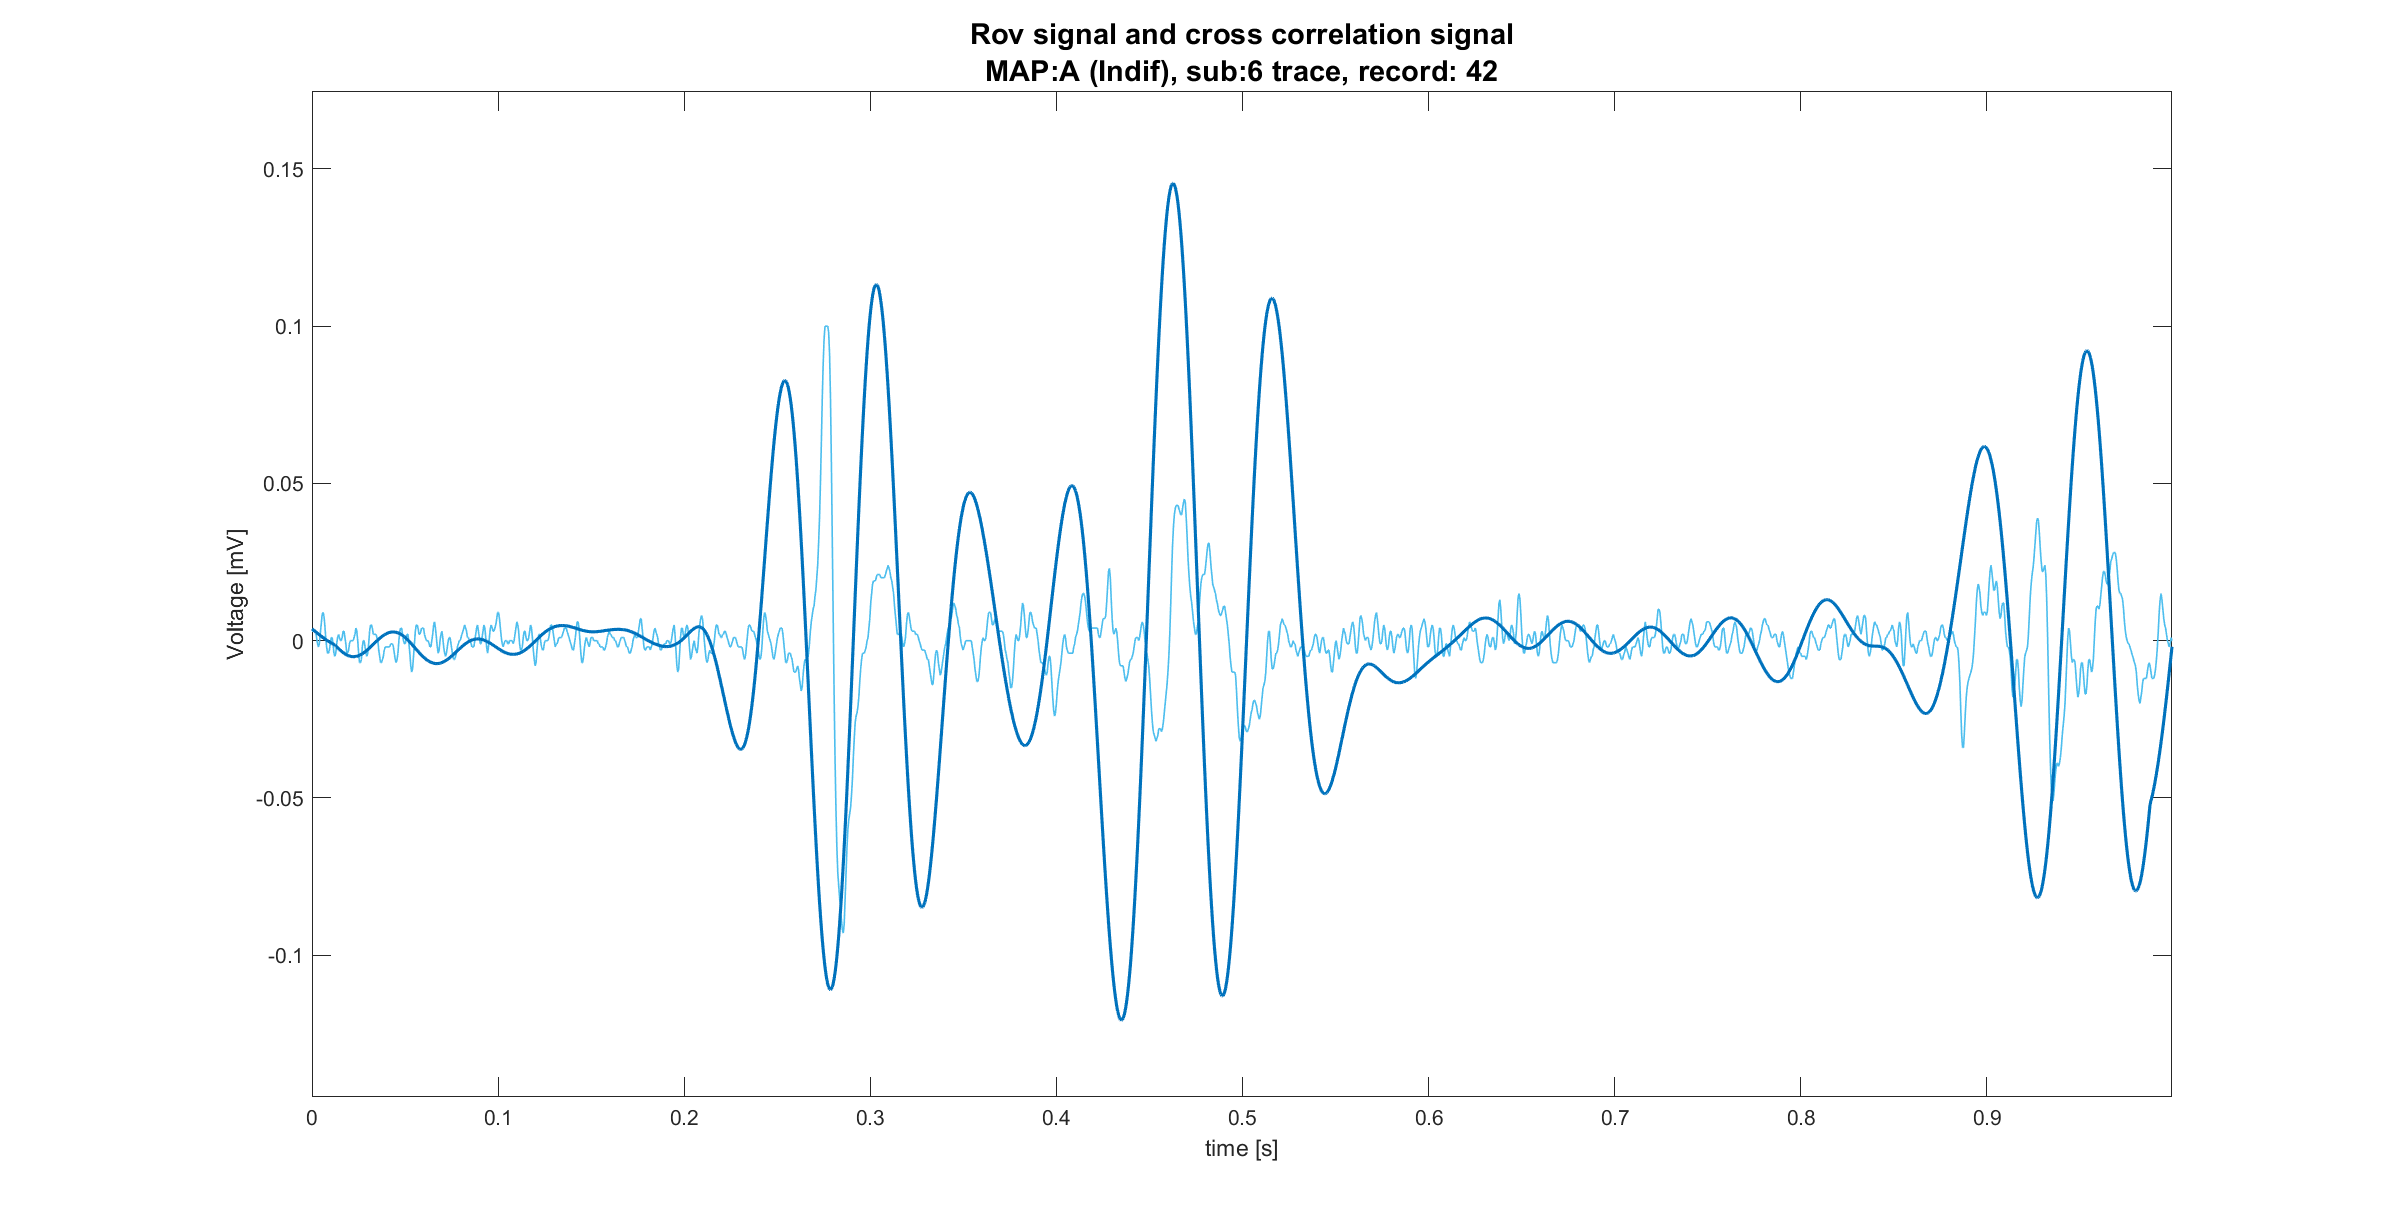 Rov signal and cross correlation signal
MAP:A (Indif), sub:6 trace, record: 42
0.15
0.1
0.05
0
-0.05
-0.1
Voltage [mV]
0 0.1 0.2 0.3 0.4 0.5 0.6 0.7 0.8 0.9
time [s]